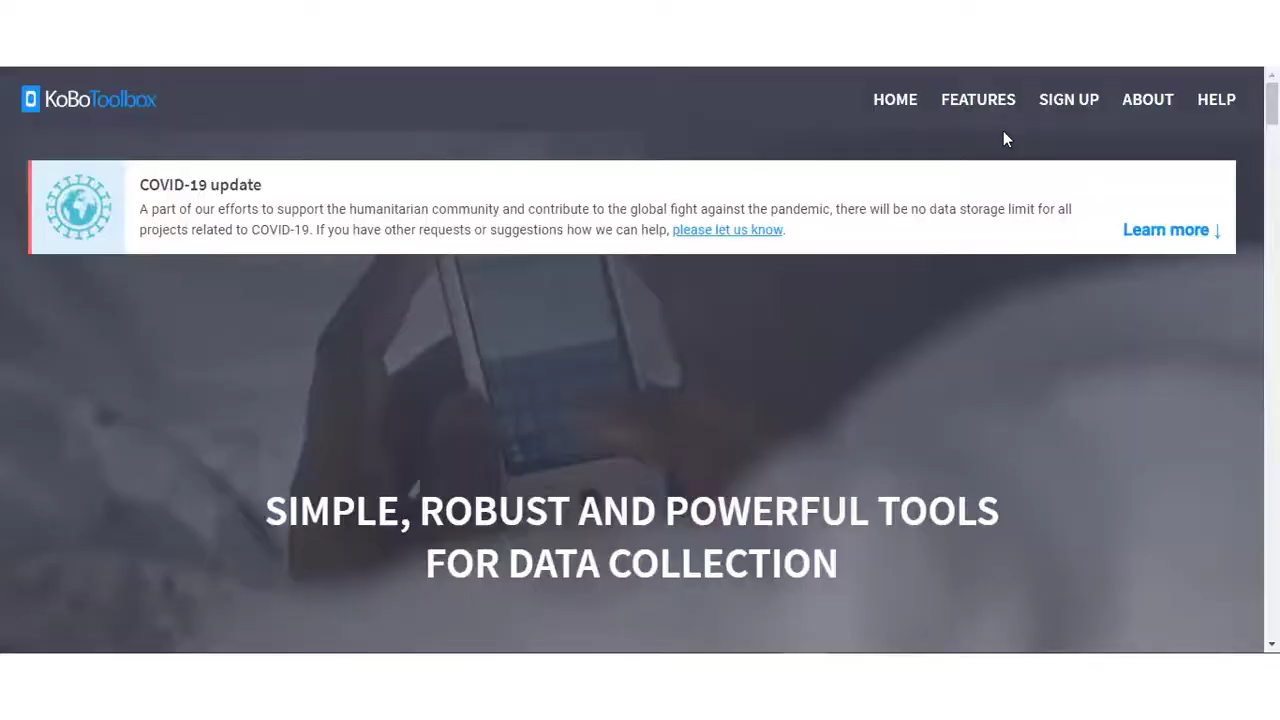 KoBoToolbox
HOME FEATURES SIGN UP ABOUT HELP
COVID-19 update
A part of our efforts to support the humanitarian community and contribute to the global fight against the pandemic, there will be no data storage limit for all
projects related to COVID-19. If you have other requests or suggestions how we can help, please let us know.
Learn more ↓
SIMPLE, ROBUST AND POWERFUL TOOLS
FOR DATA COLLECTION